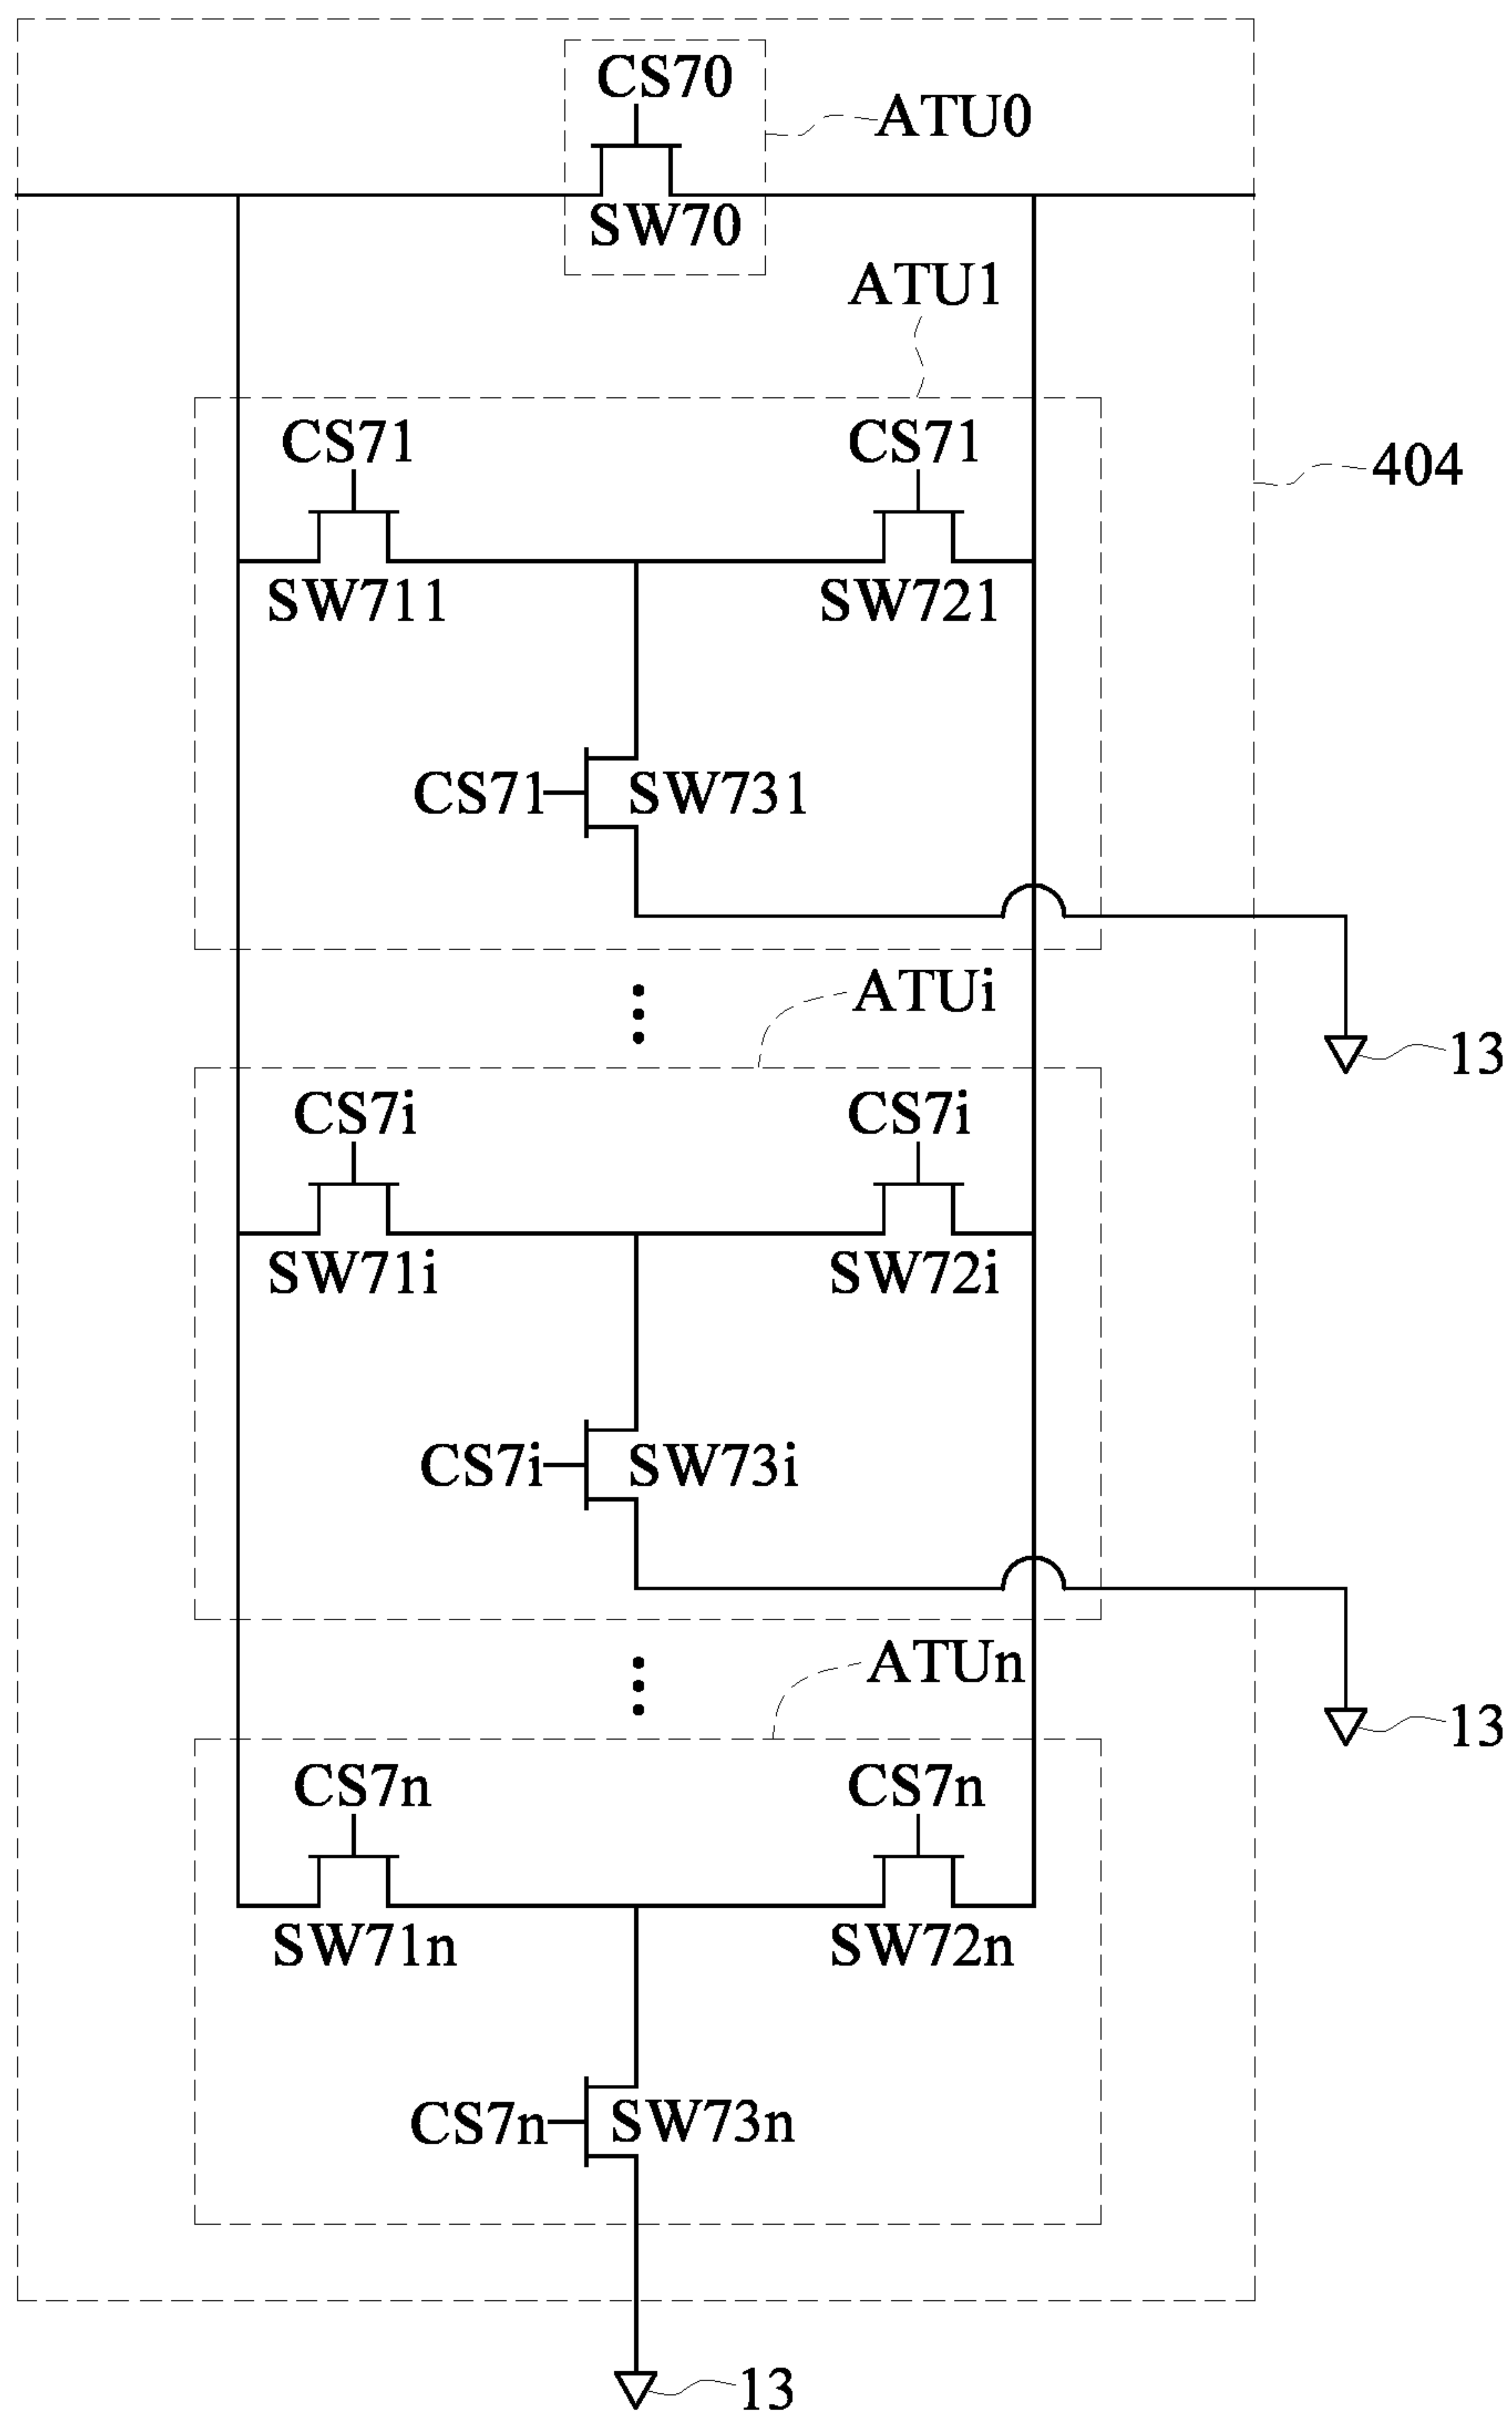 CS70
ATU0
SW70
ATU1
CS71
CS71
404
SW711
SW721
CS71
SW731
ATUi
13
CS7i
CS7i
SW71i
SW72i
CS7i
SW73i
ATUn
13
CS7n
CS7n
SW71n
SW72n
CS7n
SW73n
13